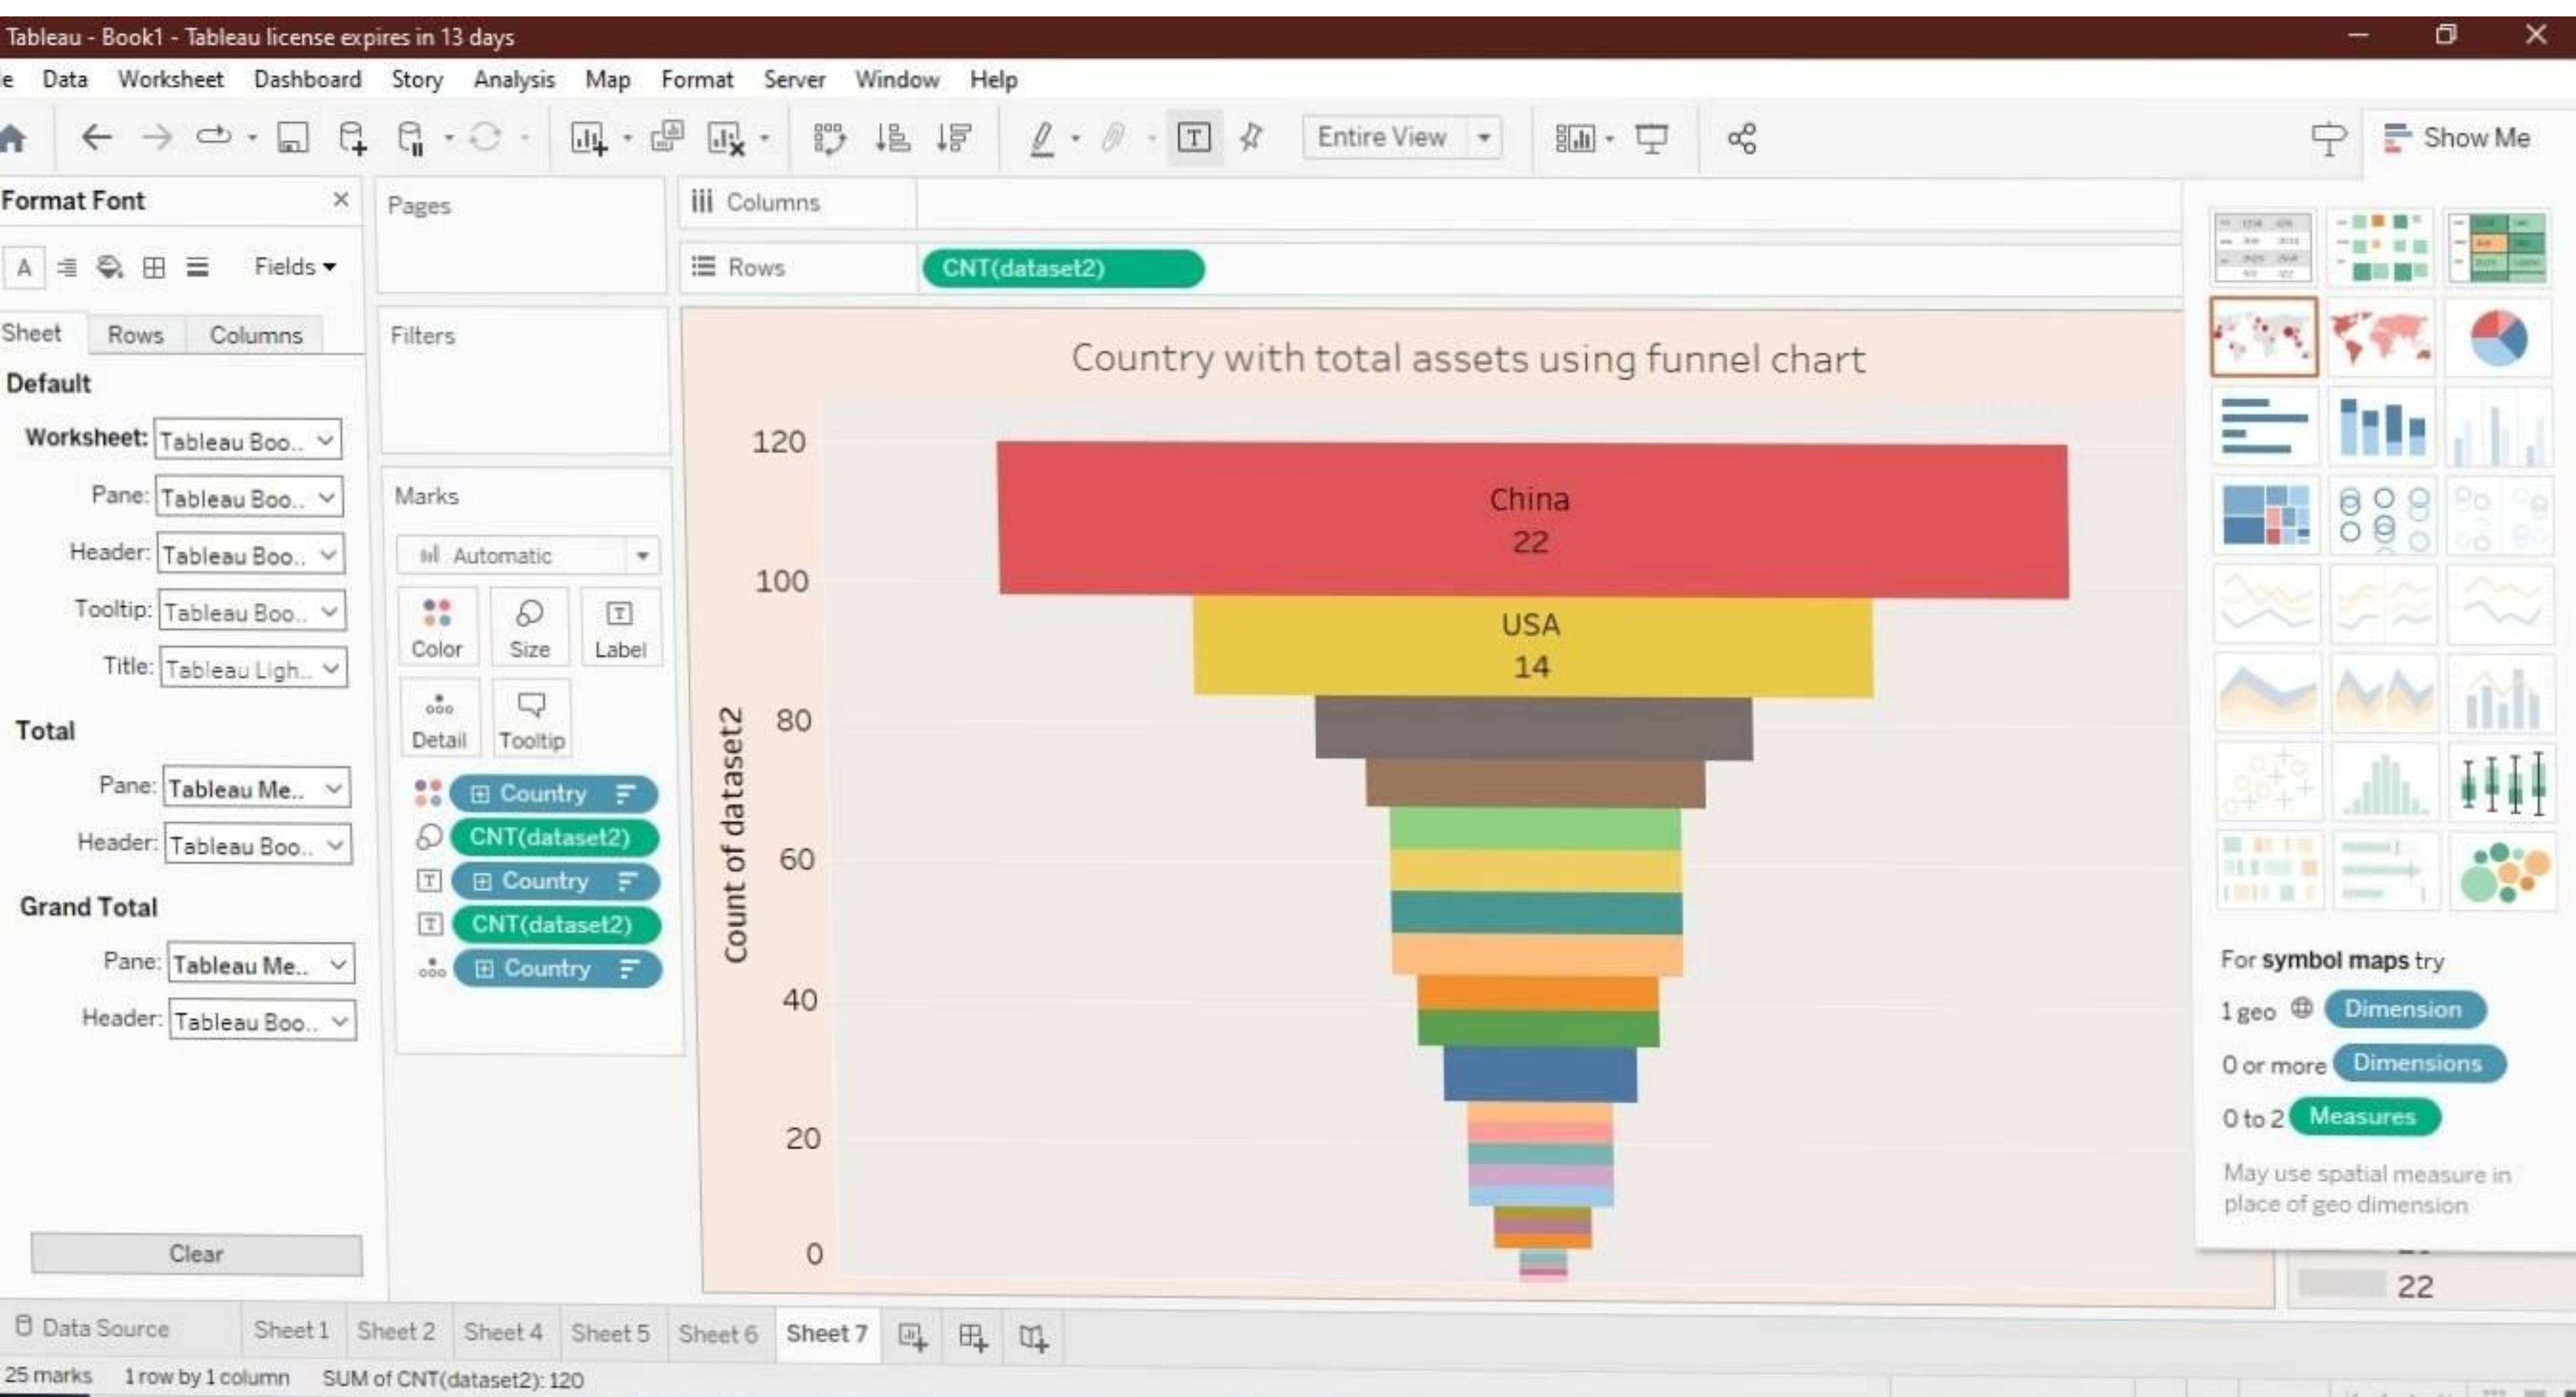 Tableau - Book1 - Tableau license expires in 13 days
e Data Worksheet Dashboard Story Analysis Map Format Server Window Help
Entire View
Show Me
Format Font
Fields
Sheet Rows Columns
Default
Worksheet: Tableau Boo..
Pane: Tableau Boo..
Header: Tableau Boo..
Tooltip: Tableau Boo..
Title: Tableau Ligh..
Total
Pane: Tableau Me..
Header: Tableau Boo..
Grand Total
Pane: Tableau Me..
Header: Tableau Boo..
Clear
Pages
Filters
Marks
Automatic
Color Size Label
Detail Tooltip
Country
CNT(dataset2)
Country
CNT(dataset2)
Country
Columns
Rows CNT(dataset2)
Country with total assets using funnel chart
Count of dataset2
120
100
80
60
40
20
0
China
22
USA
14
For symbol maps try
1 geo Dimension
0 or more Dimensions
0 to 2 Measures
May use spatial measure in
place of geo dimension
22
Data Source Sheet 1 Sheet 2 Sheet 4 Sheet 5 Sheet 6 Sheet 7
25 marks 1 row by 1 column SUM of CNT(dataset2): 120